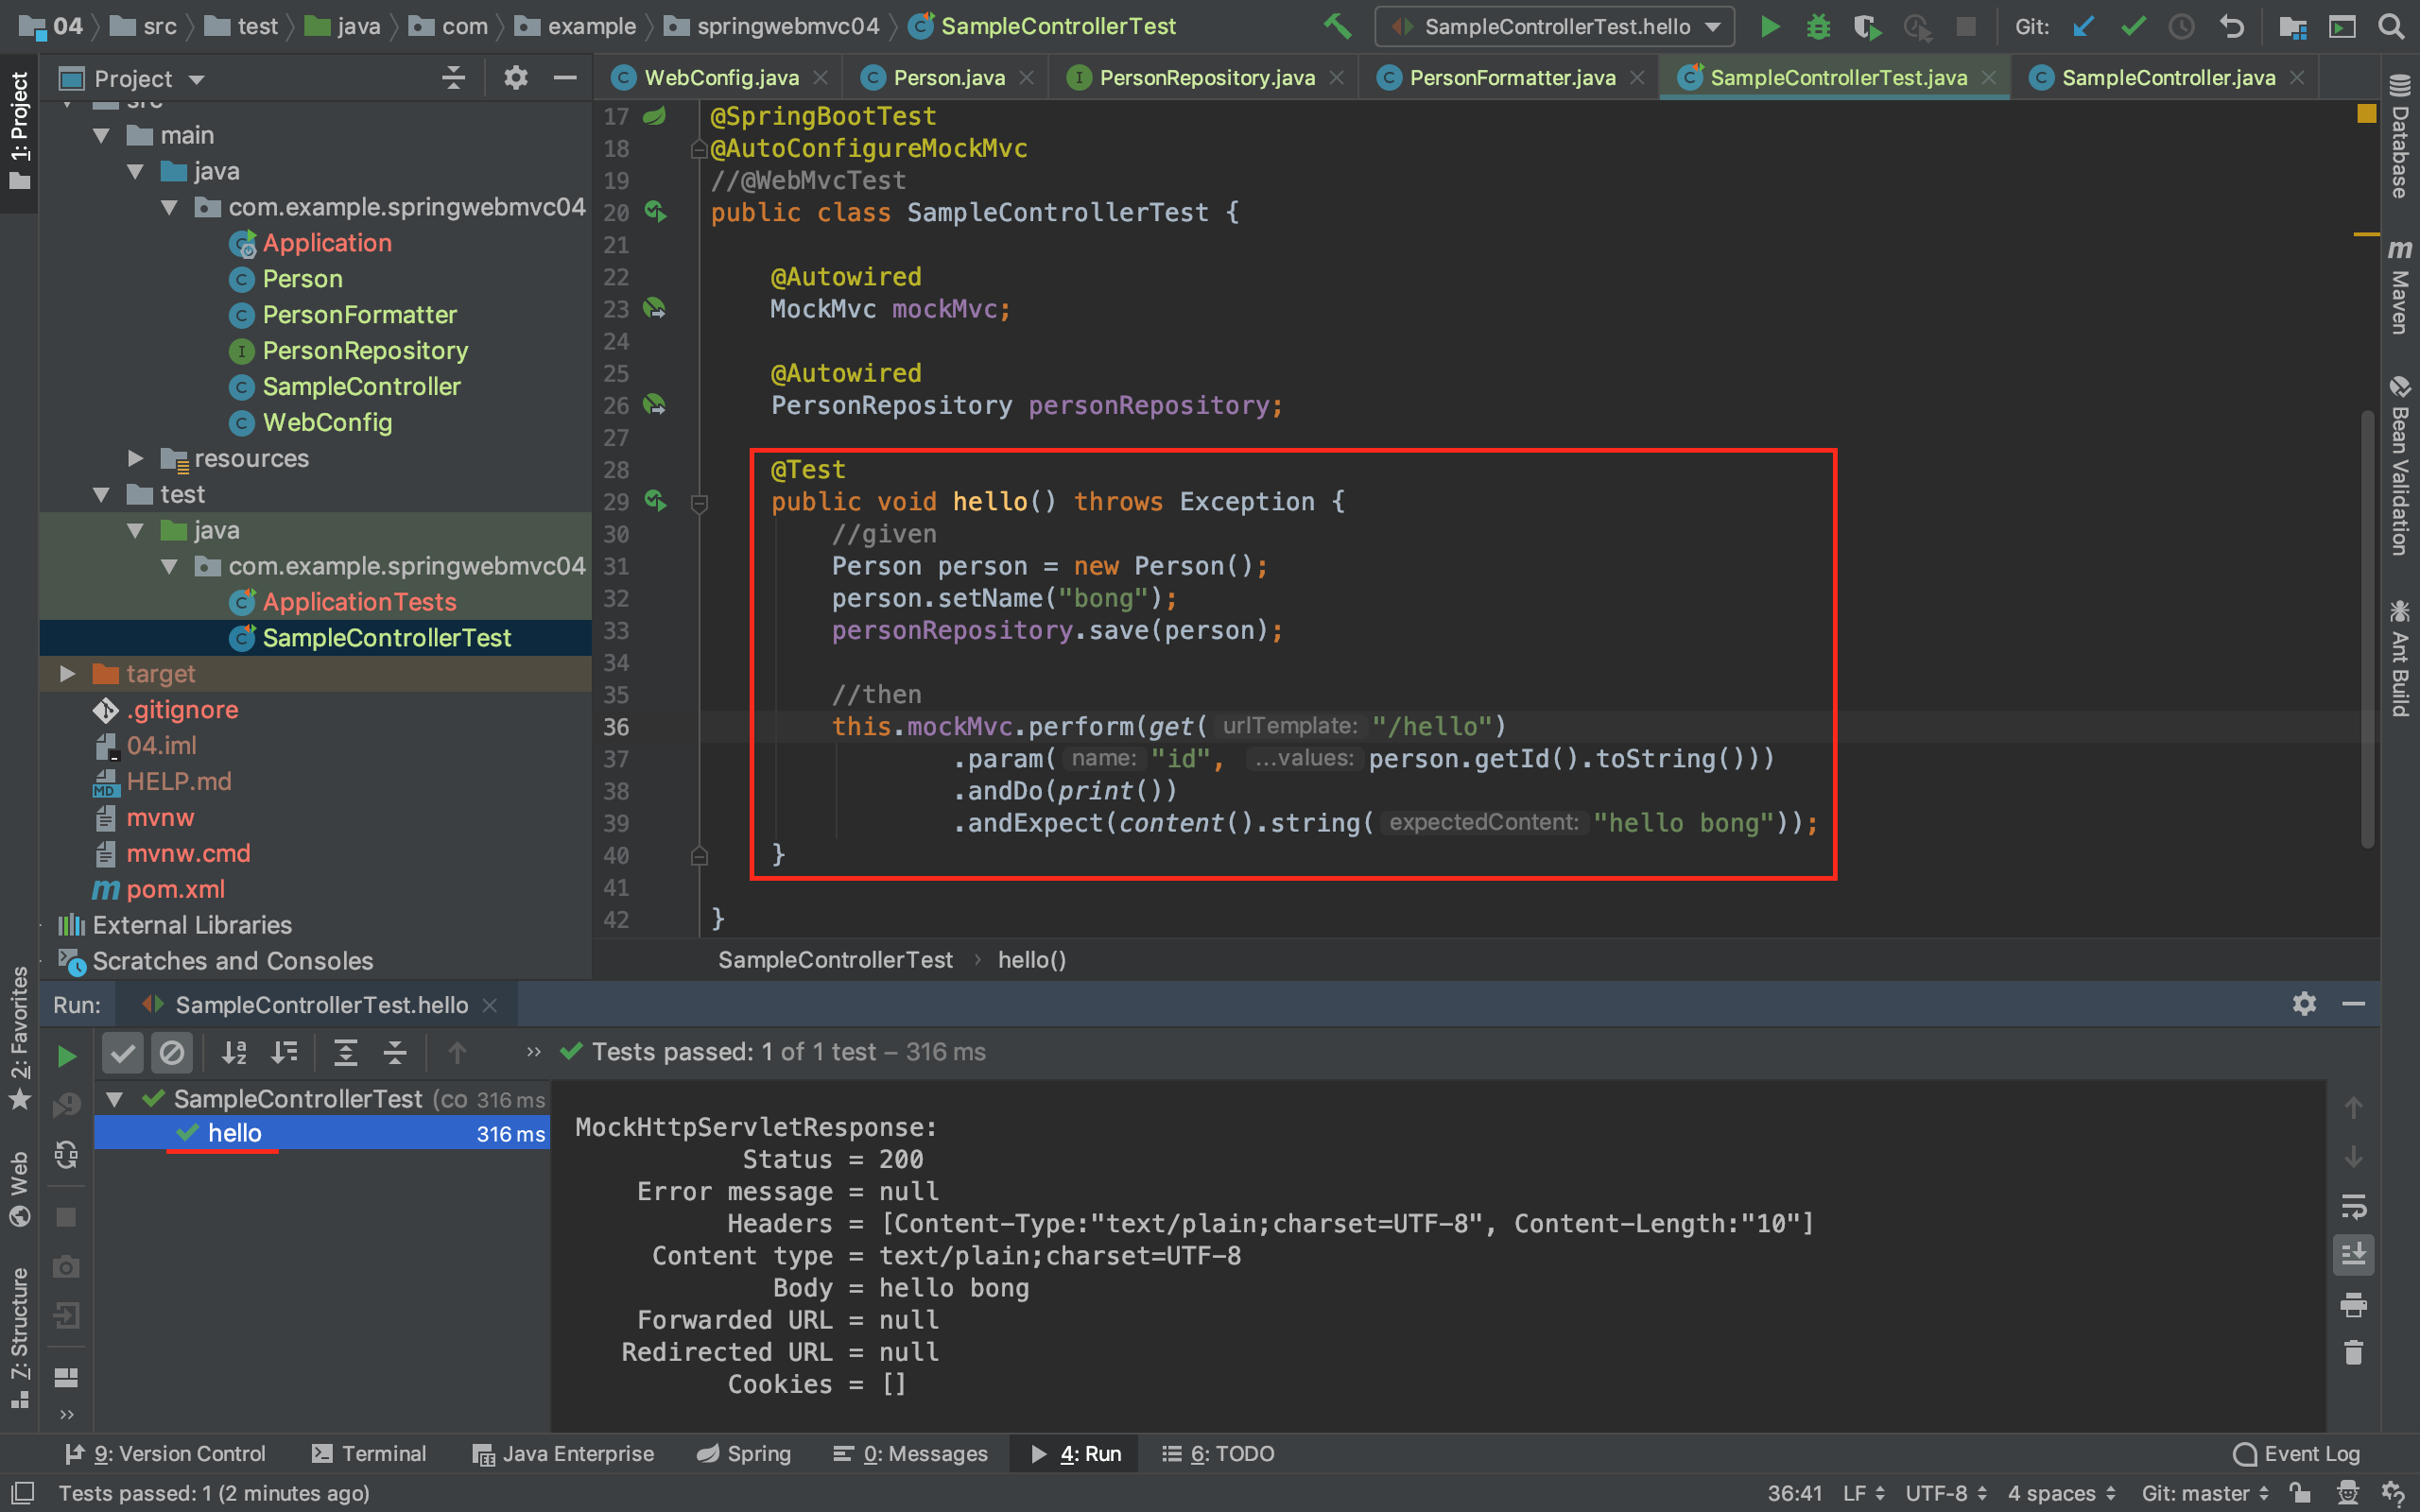 04 src test java com example springwebmvc04 SampleControllerTest
SampleControllerTest.hello
Git:
1: Project
Project
WebConfig.java
Person.java
PersonRepository.java
PersonFormatter.java
SampleControllerTest.java
SampleController.java
src
main
java
com.example.springwebmvc04
Application
Person
PersonFormatter
PersonRepository
SampleController
WebConfig
resources
test
java
com.example.springwebmvc04
ApplicationTests
SampleControllerTest
target
.gitignore
04.iml
HELP.md
mvnw
mvnw.cmd
pom.xml
External Libraries
Scratches and Consoles
17 @SpringBootTest
18 @AutoConfigureMockMvc
19 //@WebMvcTest
20 public class SampleControllerTest {
21
22 @Autowired
23 MockMvc mockMvc;
24
25 @Autowired
26 PersonRepository personRepository;
27
28 @Test
29 public void hello() throws Exception {
30 //given
31 Person person = new Person();
32 person.setName("bong");
33 personRepository.save(person);
34
35 //then
36 this.mockMvc.perform(get( urlTemplate: "/hello")
37 .param( name: "id", ...values: person.getId().toString()))
38 .andDo(print())
39 .andExpect(content().string( expectedContent: "hello bong"));
40 }
41
42 }
SampleControllerTest › hello()
Database
Maven
Bean Validation
Ant Build
2: Favorites
Web
Z: Structure
Run: SampleControllerTest.hello
Tests passed: 1 of 1 test – 316 ms
SampleControllerTest (co 316 ms
hello 316 ms
MockHttpServletResponse:
Status = 200
Error message = null
Headers = [Content-Type:"text/plain;charset=UTF-8", Content-Length:"10"]
Content type = text/plain;charset=UTF-8
Body = hello bong
Forwarded URL = null
Redirected URL = null
Cookies = []
9: Version Control
Terminal
Java Enterprise
Spring
0: Messages
4: Run
6: TODO
Event Log
Tests passed: 1 (2 minutes ago)
36:41 LF UTF-8 4 spaces Git: master